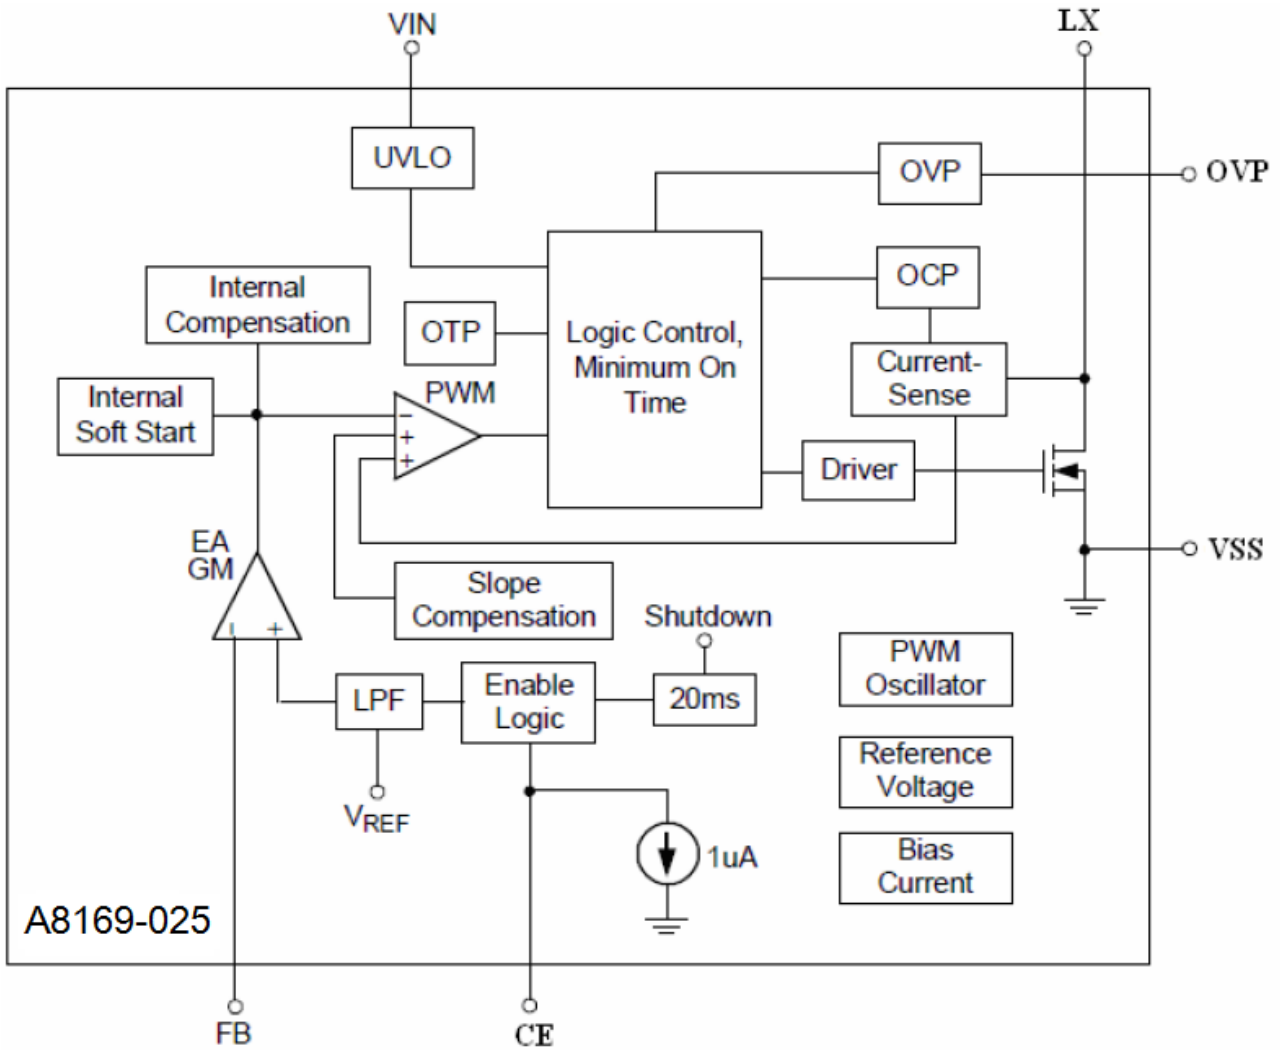 VIN
LX
UVLO
OVP
OVP
Internal
Compensation
OCP
OTP
Logic Control,
Minimum On
Time
Current-
Sense
Internal
Soft Start
PWM
−
+
+
Driver
EA
GM
VSS
Slope
Compensation
Shutdown
− +
PWM
Oscillator
LPF
Enable
Logic
20ms
Reference
Voltage
VREF
1uA
Bias
Current
A8169-025
FB
CE